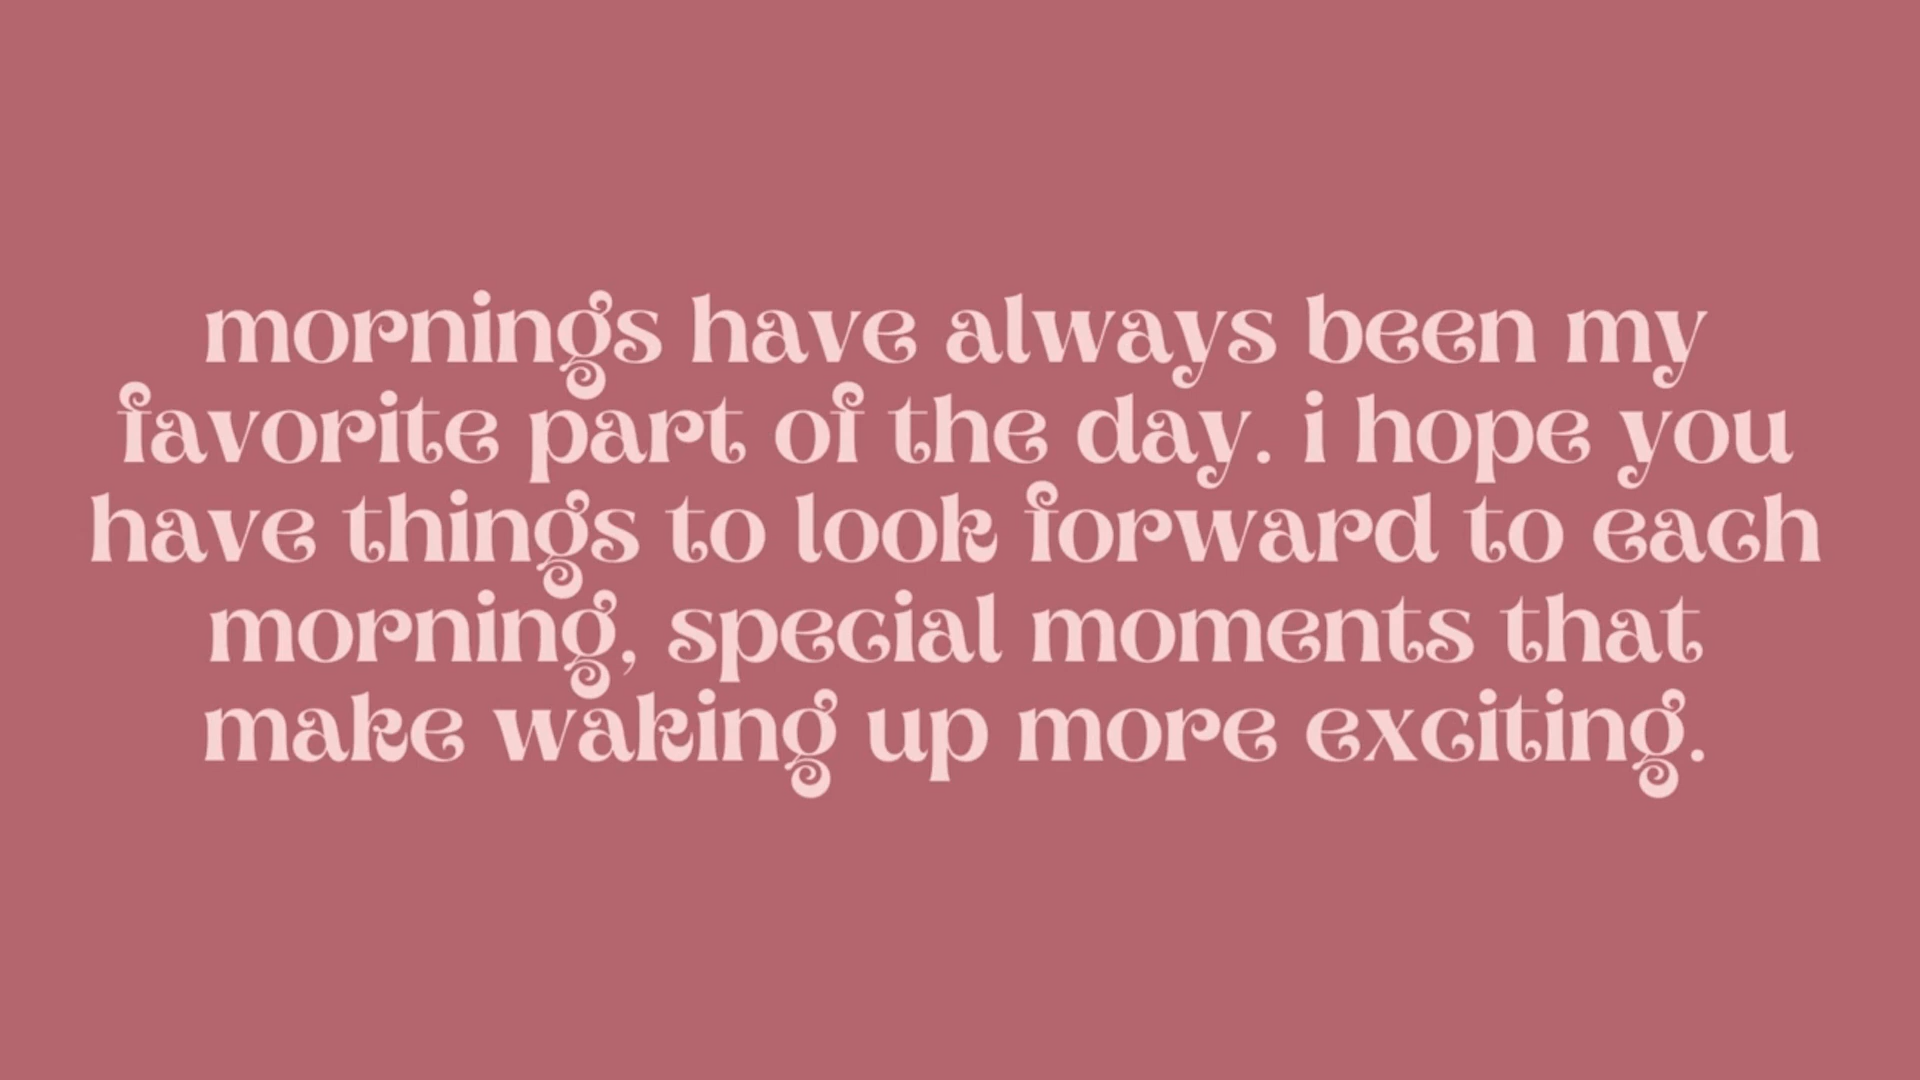 mornings have always been my
favorite part of the day. i hope you
have things to look forward to each
morning, special moments that
make waking up more exciting.